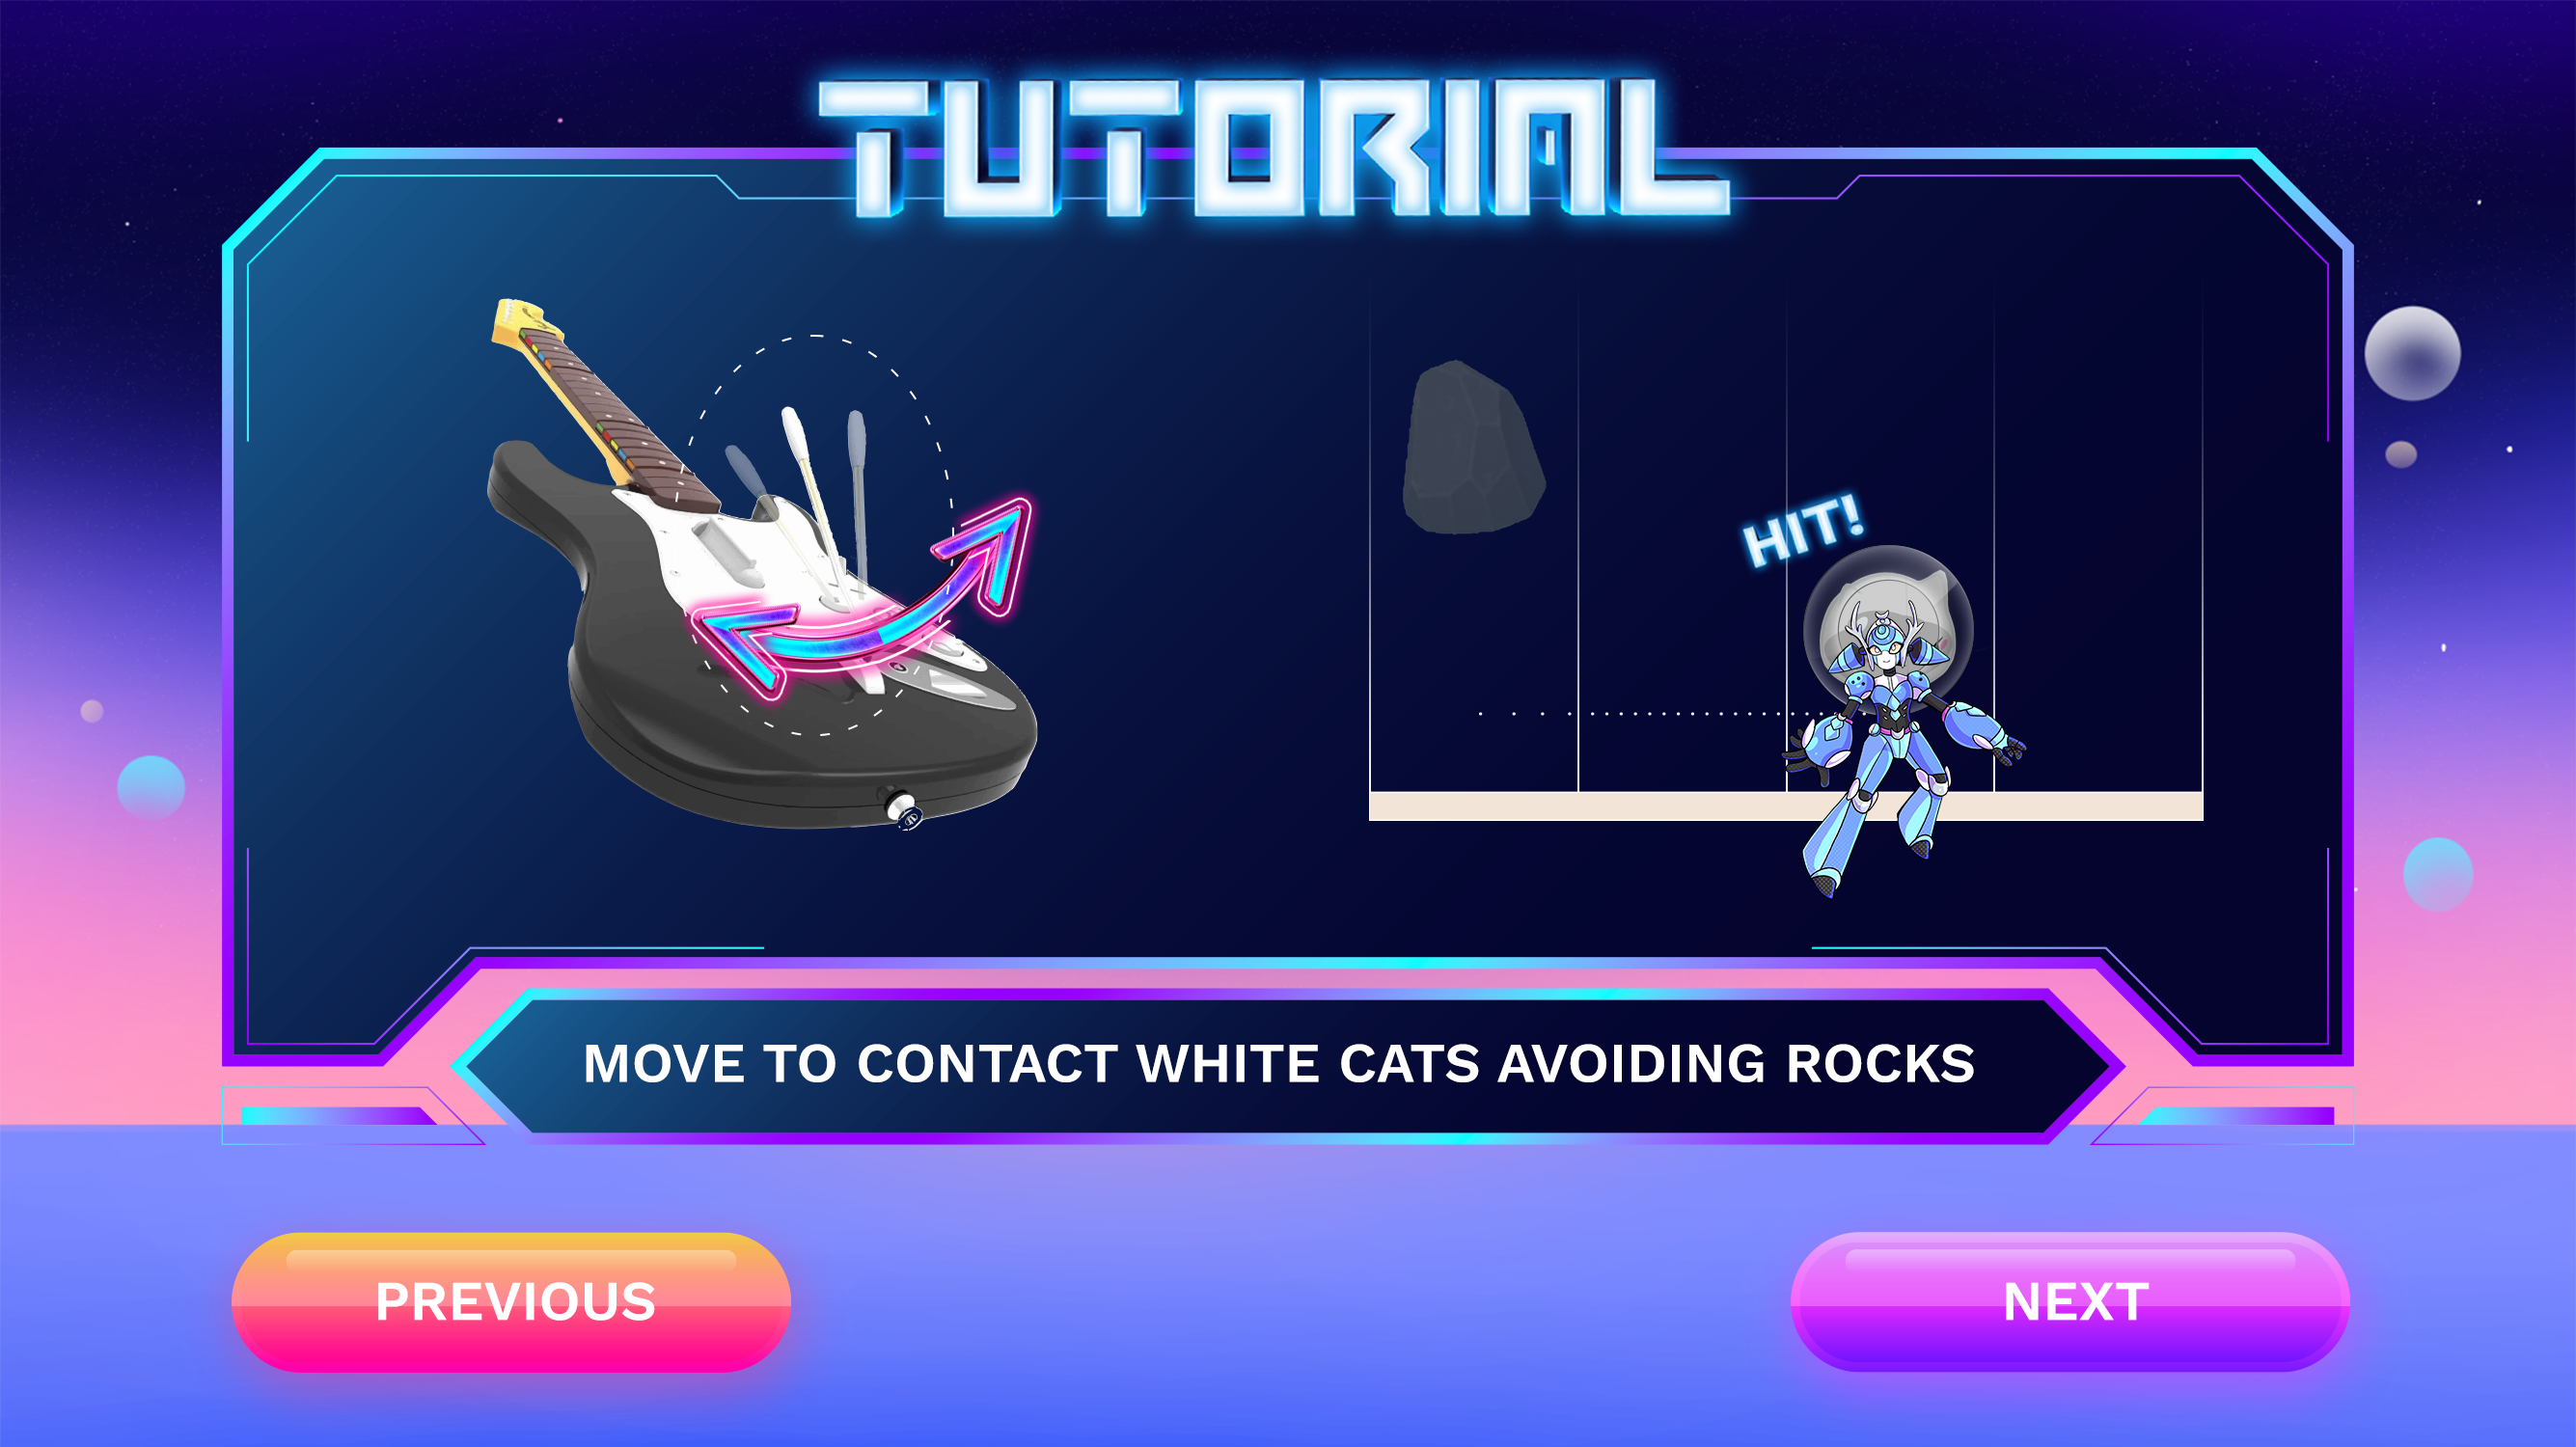 TUTORIAL
HIT!
MOVE TO CONTACT WHITE CATS AVOIDING ROCKS
PREVIOUS
NEXT